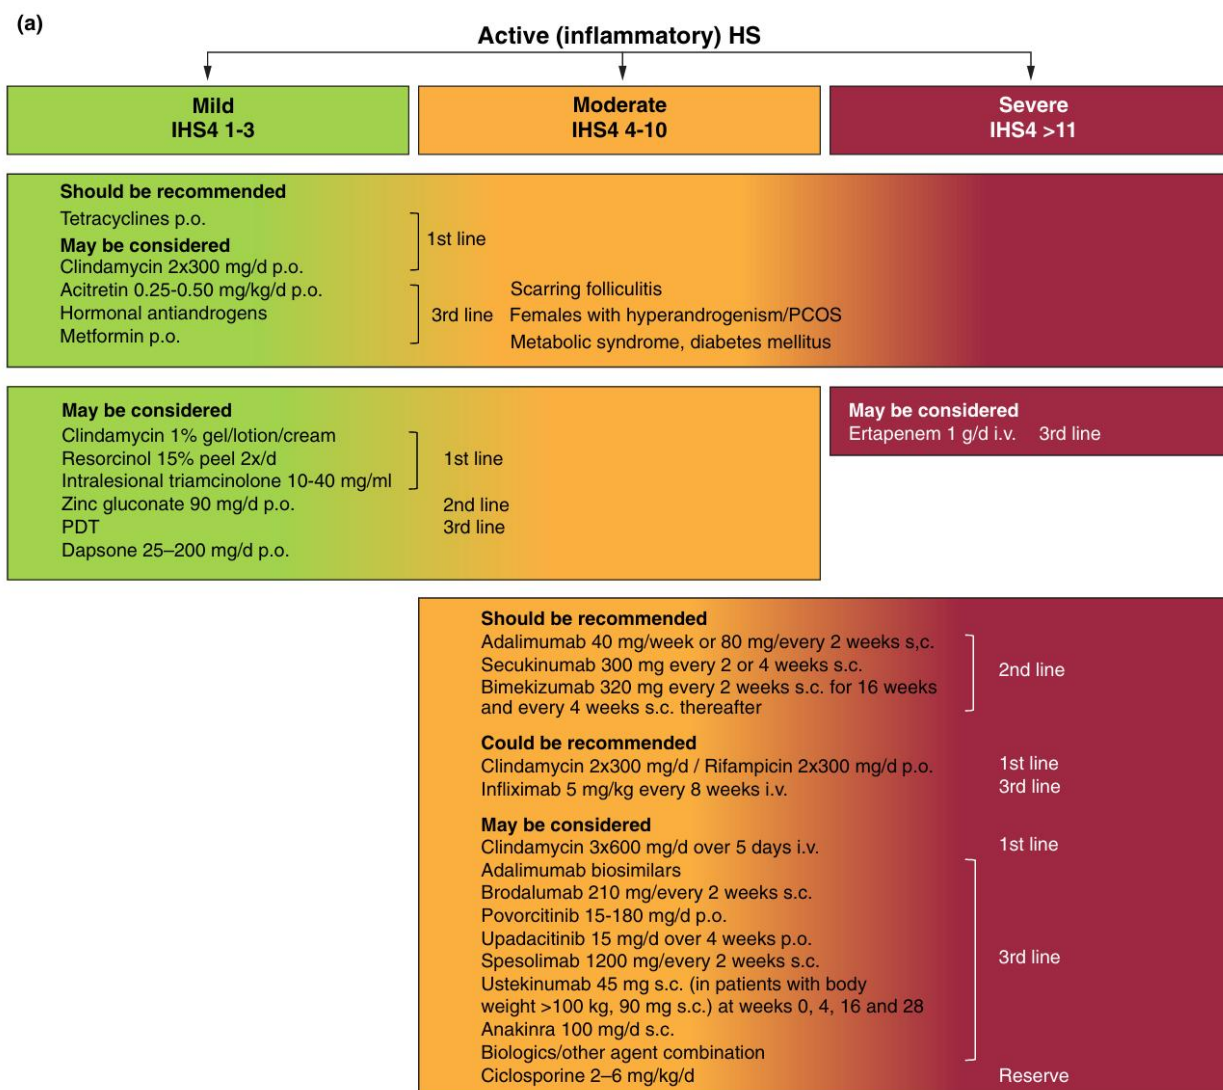 (a)
Active (inflammatory) HS
Mild
IHS4 1-3
Moderate
IHS4 4-10
Severe
IHS4 >11
Should be recommended
Tetracyclines p.o.
May be considered
1st line
Clindamycin 2x300 mg/d p.o.
Acitretin 0.25-0.50 mg/kg/d p.o.
Scarring folliculitis
Hormonal antiandrogens
3rd line
Females with hyperandrogenism/PCOS
Metformin p.o.
Metabolic syndrome, diabetes mellitus
May be considered
Clindamycin 1% gel/lotion/cream
Resorcinol 15% peel 2x/d
1st line
Intralesional triamcinolone 10-40 mg/ml
Zinc gluconate 90 mg/d p.o.
2nd line
PDT
3rd line
Dapsone 25–200 mg/d p.o.
May be considered
Ertapenem 1 g/d i.v. 3rd line
Should be recommended
Adalimumab 40 mg/week or 80 mg/every 2 weeks s,c.
Secukinumab 300 mg every 2 or 4 weeks s.c.
2nd line
Bimekizumab 320 mg every 2 weeks s.c. for 16 weeks
and every 4 weeks s.c. thereafter
Could be recommended
Clindamycin 2x300 mg/d / Rifampicin 2x300 mg/d p.o.
1st line
Infliximab 5 mg/kg every 8 weeks i.v.
3rd line
May be considered
Clindamycin 3x600 mg/d over 5 days i.v.
1st line
Adalimumab biosimilars
Brodalumab 210 mg/every 2 weeks s.c.
Povorcitinib 15-180 mg/d p.o.
Upadacitinib 15 mg/d over 4 weeks p.o.
Spesolimab 1200 mg/every 2 weeks s.c.
3rd line
Ustekinumab 45 mg s.c. (in patients with body
weight >100 kg, 90 mg s.c.) at weeks 0, 4, 16 and 28
Anakinra 100 mg/d s.c.
Biologics/other agent combination
Ciclosporine 2–6 mg/kg/d
Reserve